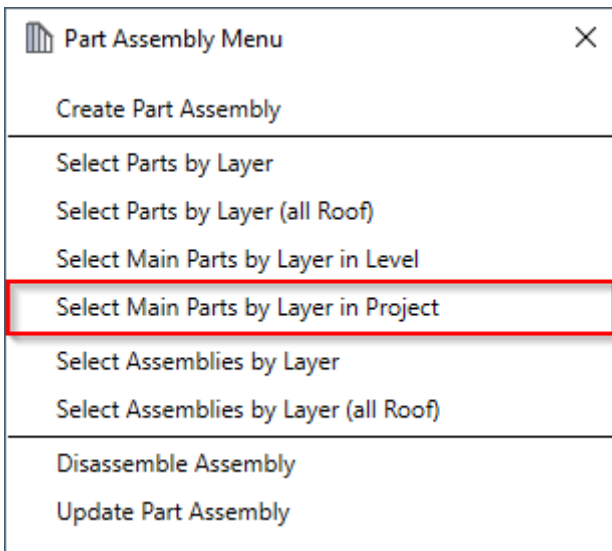 Part Assembly Menu
Create Part Assembly
Select Parts by Layer
Select Parts by Layer (all Roof)
Select Main Parts by Layer in Level
Select Main Parts by Layer in Project
Select Assemblies by Layer
Select Assemblies by Layer (all Roof)
Disassemble Assembly
Update Part Assembly